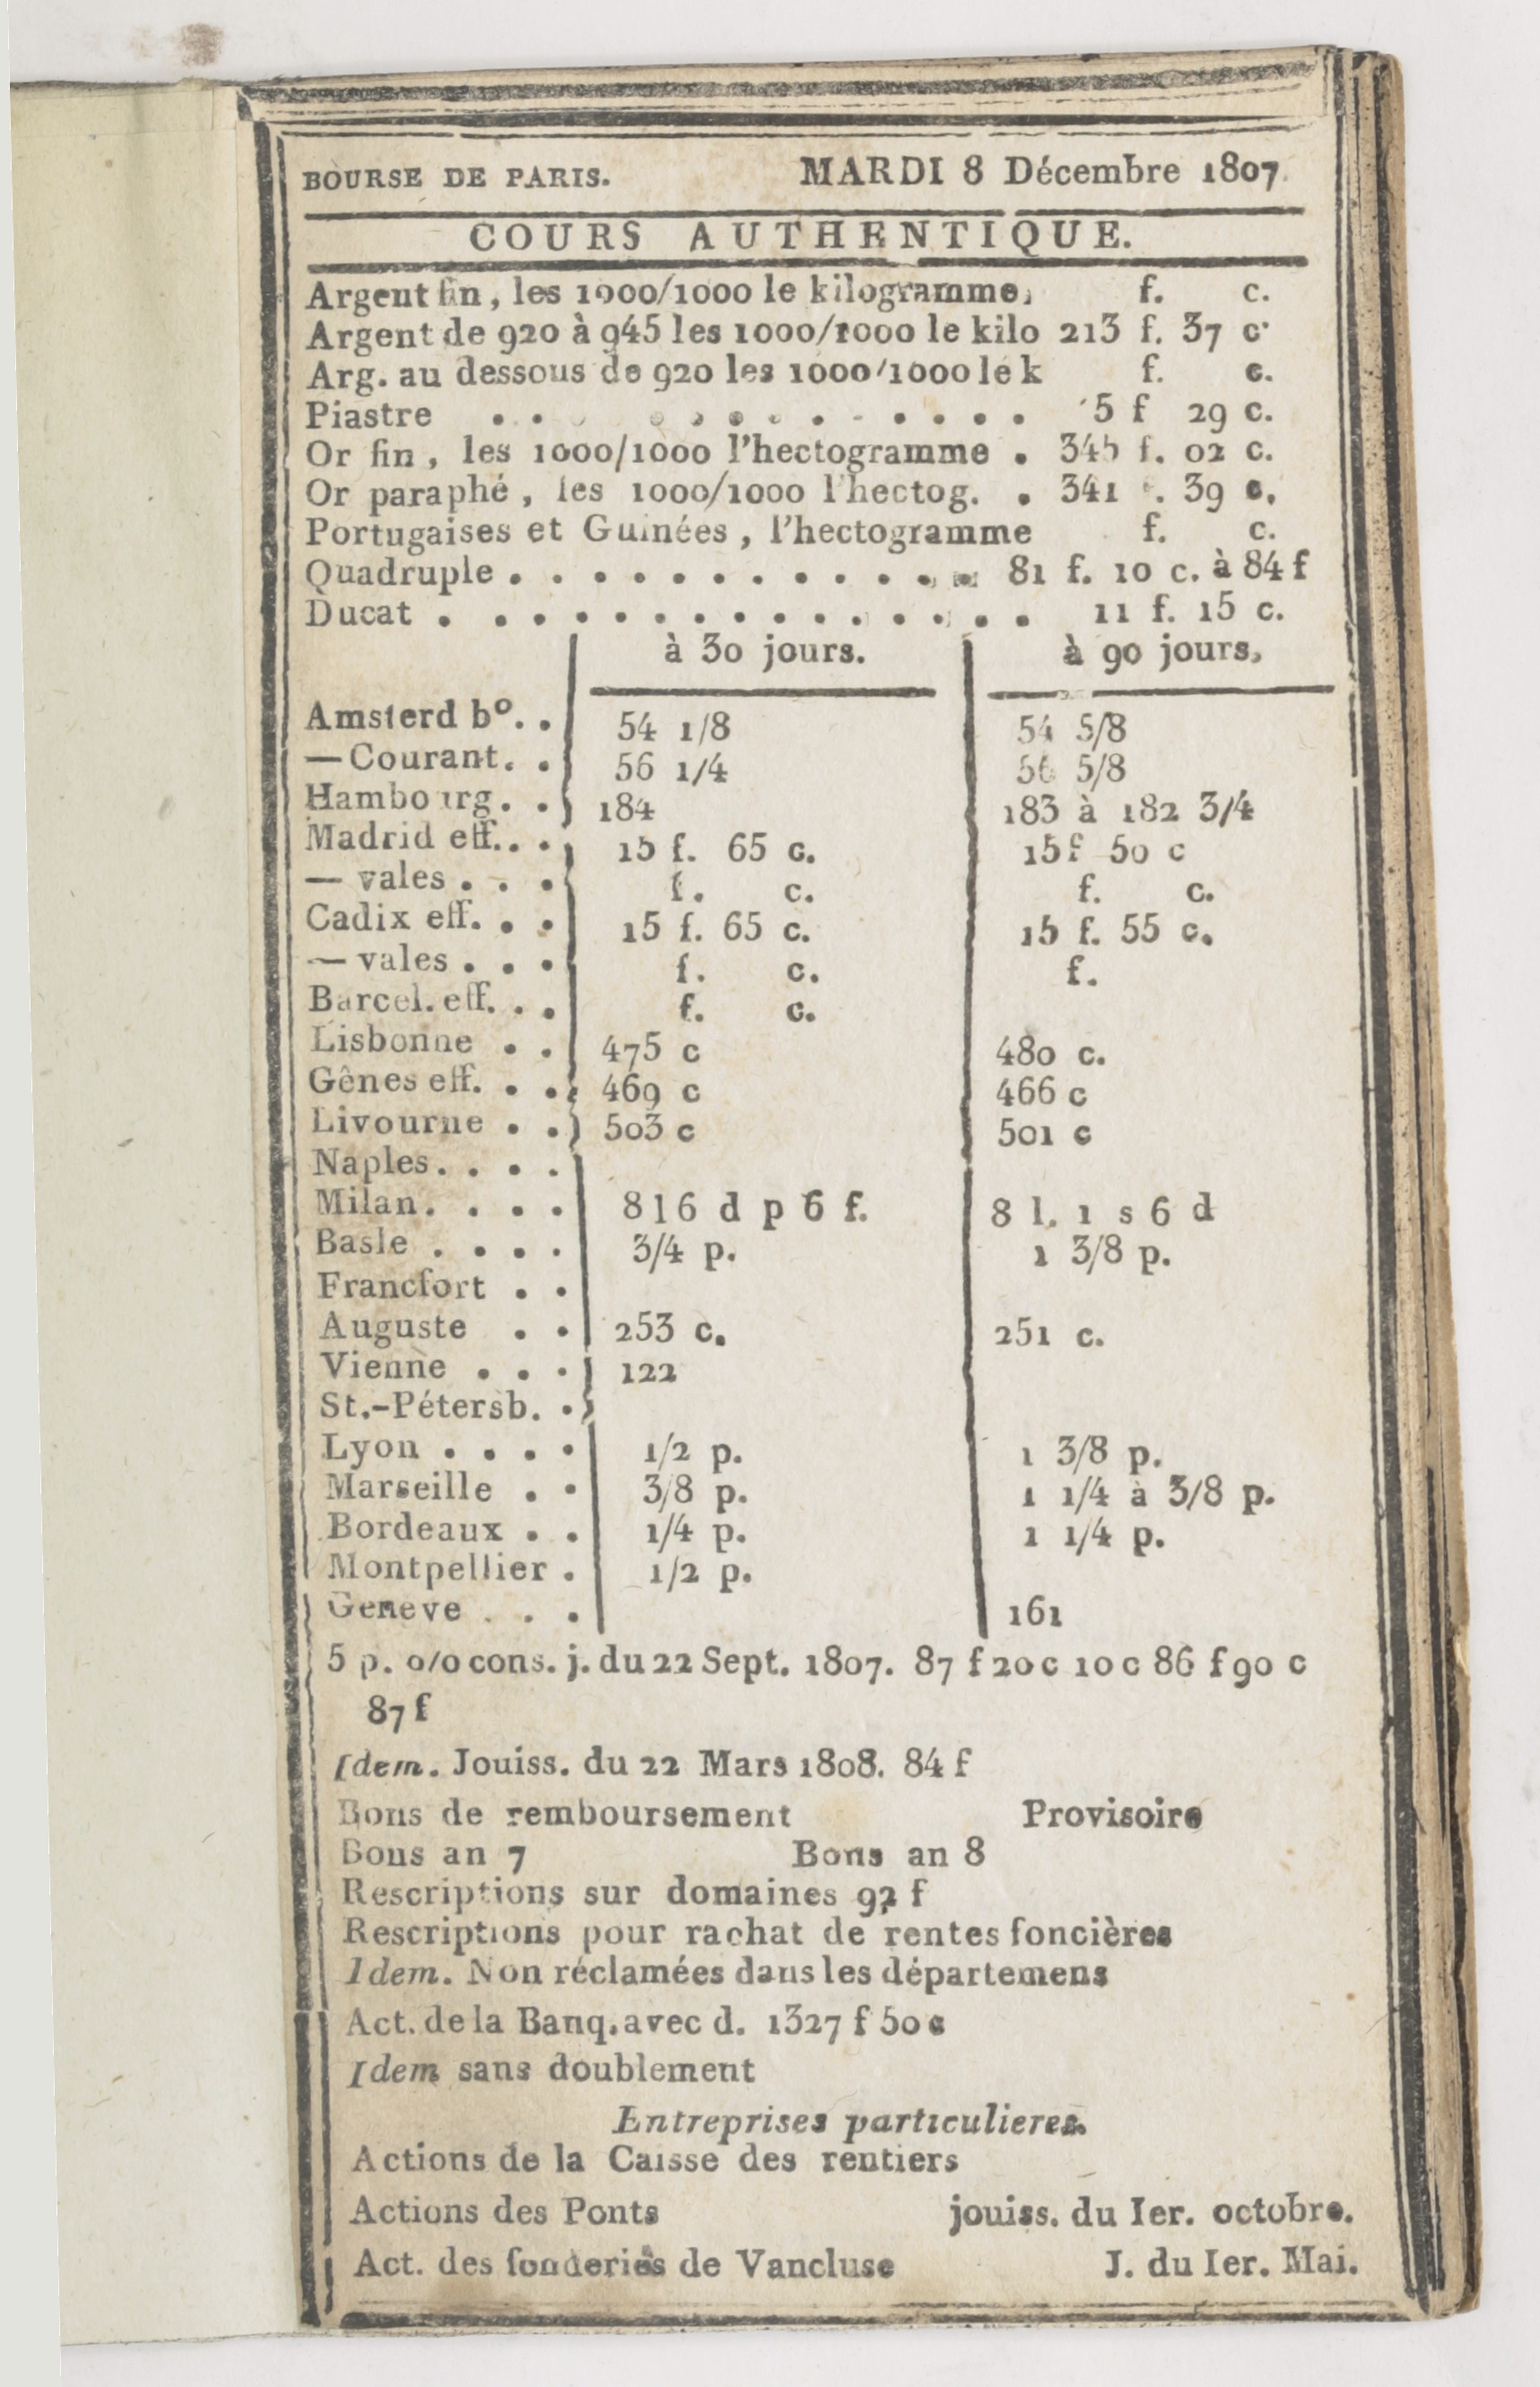 BOURSE DE PARIS. MARDI 8 Décembre 1807.
COURS AUTHENTIQUE.
Argent fin, les 1000/1000 le kilogramme, f. c.
Argent de 920 à 945 les 1000/1000 le kilo 213 f. 37 c.
Arg. au dessous de 920 les 1000/1000 le k f. c.
Piastre . . . . . . . . . . . . 5 f 29 c.
Or fin, les 1000/1000 l'hectogramme . 345 f. 02 c.
Or paraphé, les 1000/1000 l'hectog. . 341 f. 39 c.
Portugaises et Guinées, l'hectogramme f. c.
Quadruple . . . . . . . . . . . . 81 f. 10 c. à 84 f
Ducat . . . . . . . . . . . . . . . 11 f. 15 c.
à 30 jours. à 90 jours,
Amsterd bº. . 54 1/8 54 5/8
— Courant. . 56 1/4 56 5/8
Hambourg. . 184 183 à 182 3/4
Madrid eff. . . 15 f. 65 c. 15 f 50 c
— vales . . . f. c. f. c.
Cadix eff. . . 15 f. 65 c. 15 f. 55 c.
— vales . . . f. c. f.
Barcel. eff. . . f. c.
Lisbonne . . 475 c 480 c.
Gênes eff. . . 469 c 466 c
Livourne . . 503 c 501 c
Naples. . . .
Milan. . . . 816 d p 6 f. 8 l. 1 s 6 d
Basle . . . . 3/4 p. 1 3/8 p.
Francfort . .
Auguste . . 253 c. 251 c.
Vienne . . . 122
St.-Pétersb. .
Lyon . . . . 1/2 p. 1 3/8 p.
Marseille . . 3/8 p. 1 1/4 à 3/8 p.
Bordeaux . . 1/4 p. 1 1/4 p.
Montpellier . 1/2 p.
Geneve . . . 161
5 p. o/o cons. j. du 22 Sept. 1807. 87 f 20 c 10 c 86 f 90 c
87 f
Idem. Jouiss. du 22 Mars 1808. 84 f
Bons de remboursement Provisoire
Bons an 7 Bons an 8
Rescriptions sur domaines 92 f
Rescriptions pour rachat de rentes foncières
Idem. Non réclamées dans les départemens
Act. de la Banq. avec d. 1327 f 50 c
Idem sans doublement
Entreprises particulieres.
Actions de la Caisse des rentiers
Actions des Ponts jouiss. du Ier. octobre.
Act. des fonderies de Vancluse J. du Ier. Mai.